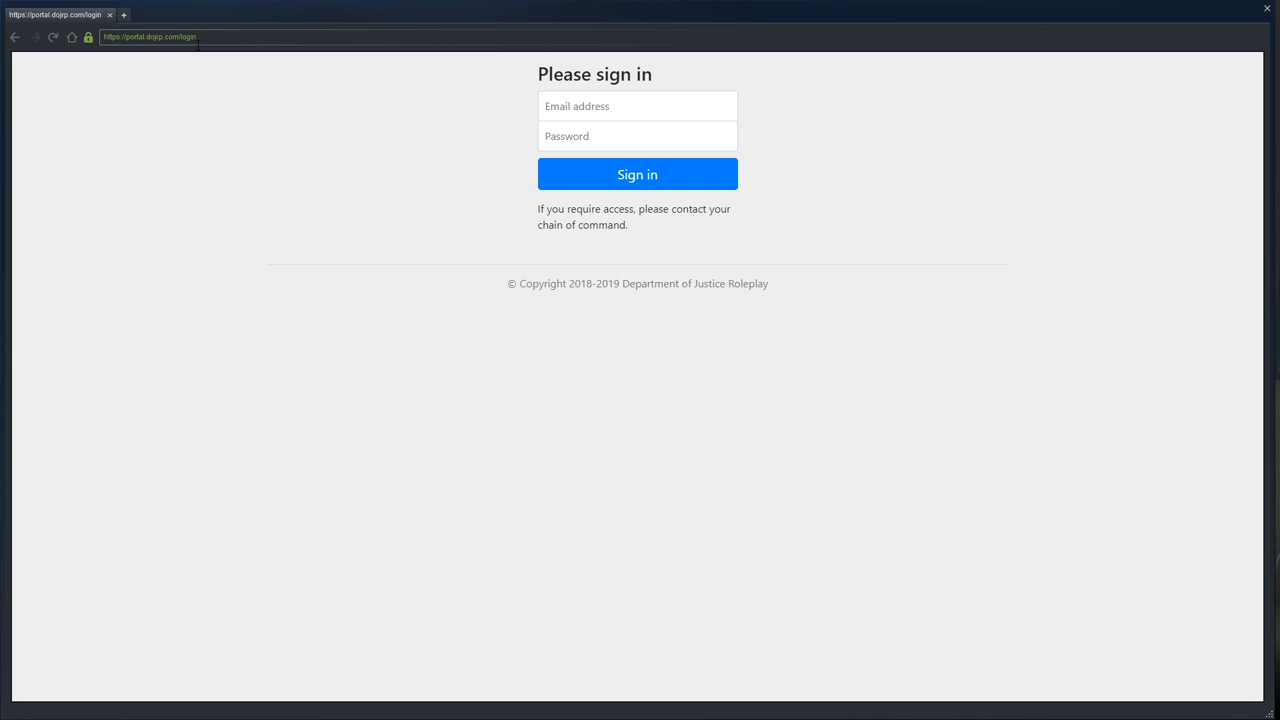 https://portal.dojrp.com/login
https://portal.dojrp.com/login
Please sign in
Email address
Password
Sign in
If you require access, please contact your
chain of command.
© Copyright 2018-2019 Department of Justice Roleplay